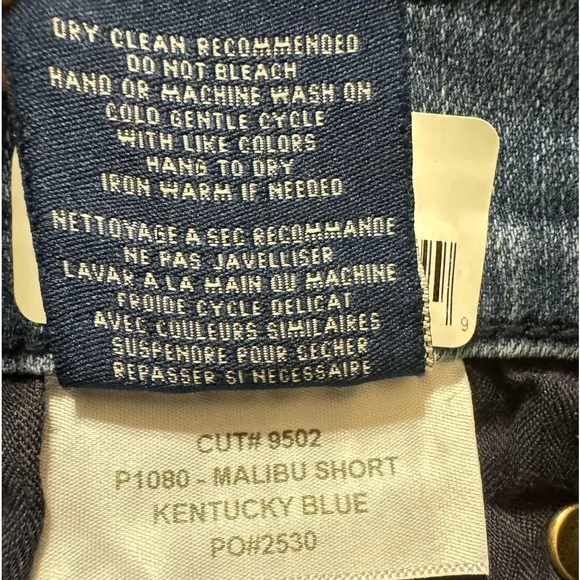 DRY CLEAN RECOMMENDED
DO NOT BLEACH
HAND OR MACHINE WASH ON
COLD GENTLE CYCLE
WITH LIKE COLORS
HANG TO DRY
IRON WARM IF NEEDED
NETTOYAGE A SEC RECOMMANDE
NE PAS JAVELLISER
LAVAR A LA MAIN OU MACHINE
FROIDE CYCLE DELICAT
AVEC COULEURS SIMILAIRES
SUSPENDRE POUR SECHER
REPASSER SI NECESSAIRE
9
CUT# 9502
P1080 - MALIBU SHORT
KENTUCKY BLUE
PO#2530